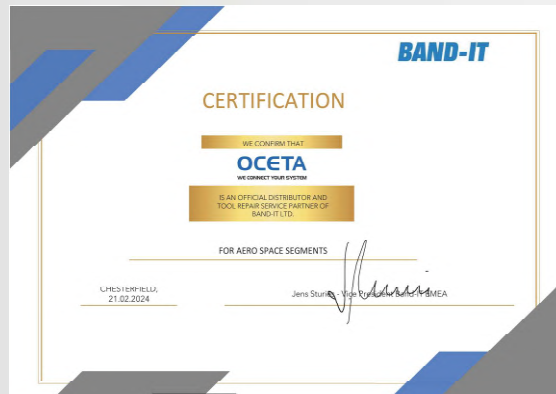 BAND-IT
CERTIFICATION
WE CONFIRM THAT
OCETA
WE CONNECT YOUR SYSTEM
IS AN OFFICIAL DISTRIBUTOR AND
TOOL REPAIR SERVICE PARTNER OF
BAND-IT LTD.
FOR AERO SPACE SEGMENTS
CHESTERFIELD,
21.02.2024
Jens - Vice President Band-IT EMEA